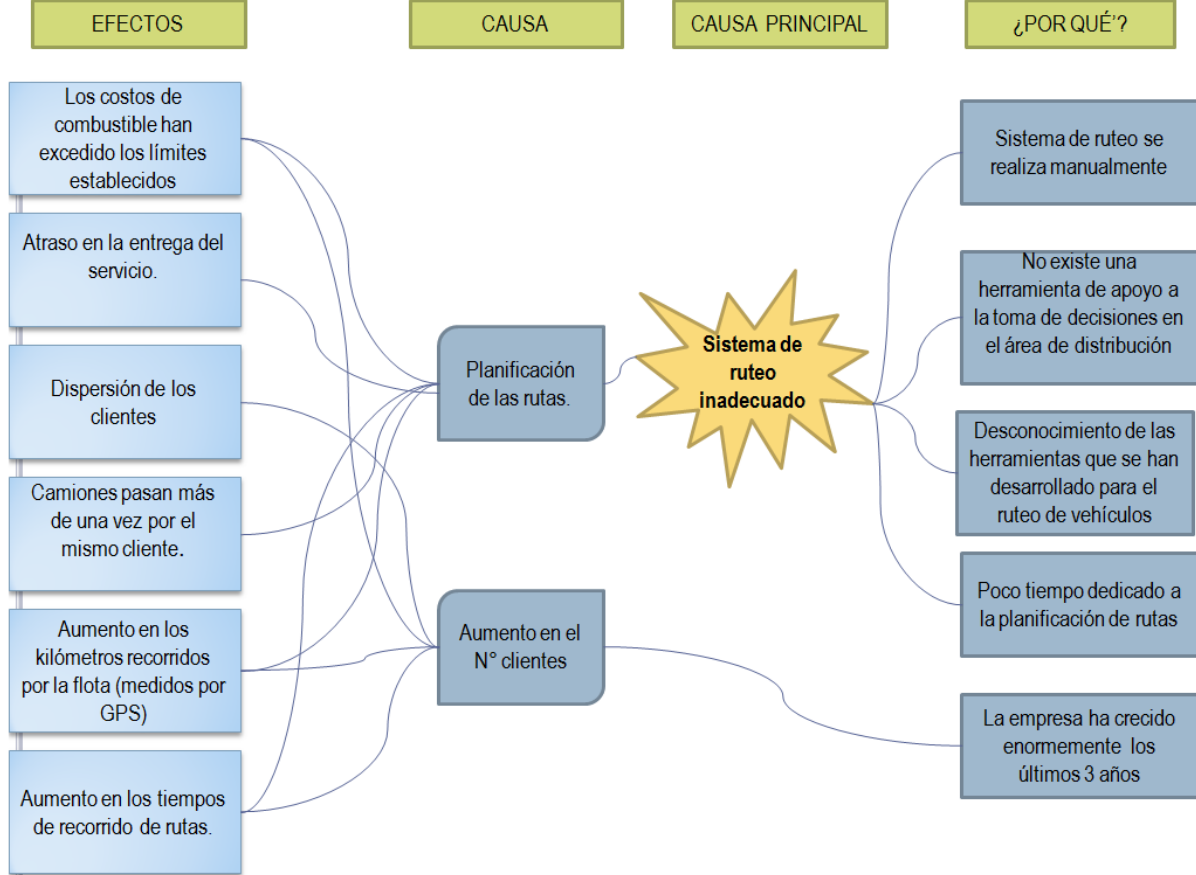 EFECTOS
CAUSA
CAUSA PRINCIPAL
¿POR QUÉ'?
Los costos de
combustible han
excedido los límites
establecidos
Atraso en la entrega del
servicio.
Dispersión de los
clientes
Camiones pasan más
de una vez por el
mismo cliente.
Aumento en los
kilómetros recorridos
por la flota (medidos por
GPS)
Aumento en los tiempos
de recorrido de rutas.
Planificación
de las rutas.
Aumento en el
N° clientes
Sistema de
ruteo
inadecuado
Sistema de ruteo se
realiza manualmente
No existe una
herramienta de apoyo a
la toma de decisiones en
el área de distribución
Desconocimiento de las
herramientas que se han
desarrollado para el
ruteo de vehículos
Poco tiempo dedicado a
la planificación de rutas
La empresa ha crecido
enormemente los
últimos 3 años